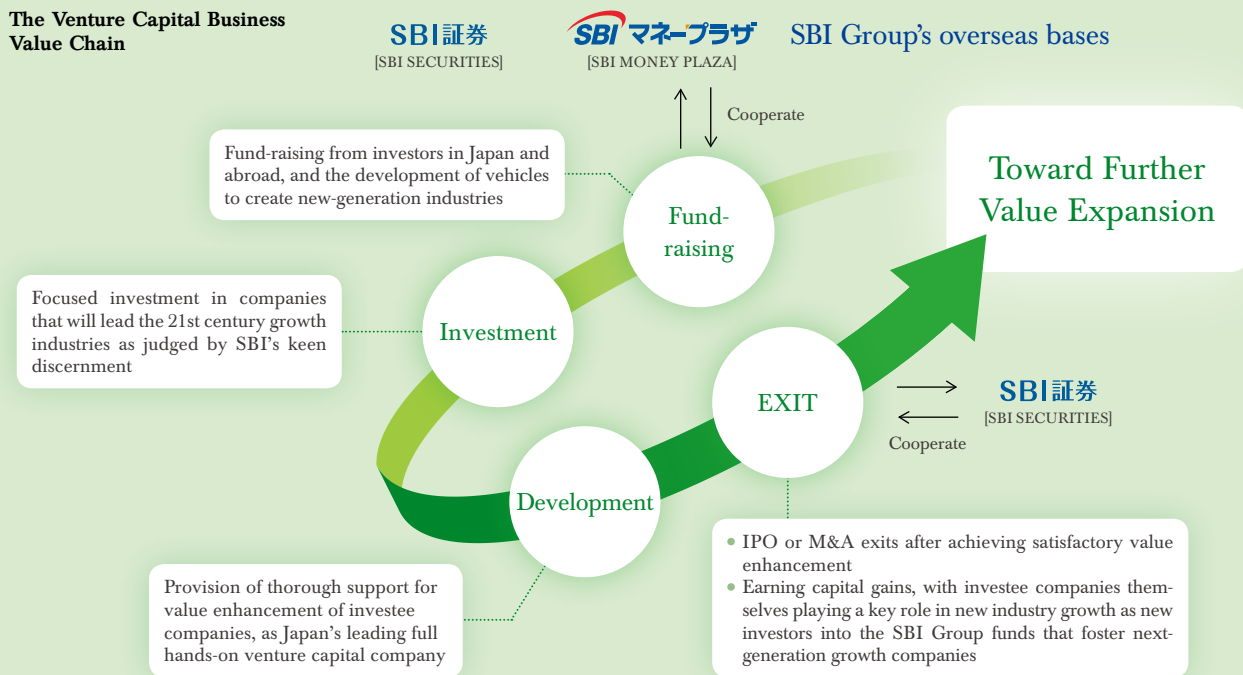 The Venture Capital Business
Value Chain
SBI証券
[SBI SECURITIES]
SBI マネープラザ
[SBI MONEY PLAZA]
SBI Group's overseas bases
Cooperate
Fund-raising from investors in Japan and
abroad, and the development of vehicles
to create new-generation industries
Fund-
raising
Toward Further
Value Expansion
Focused investment in companies
that will lead the 21st century growth
industries as judged by SBI's keen
discernment
Investment
EXIT
SBI証券
[SBI SECURITIES]
Cooperate
Development
Provision of thorough support for
value enhancement of investee
companies, as Japan's leading full
hands-on venture capital company
• IPO or M&A exits after achieving satisfactory value
enhancement
• Earning capital gains, with investee companies them-
selves playing a key role in new industry growth as new
investors into the SBI Group funds that foster next-
generation growth companies